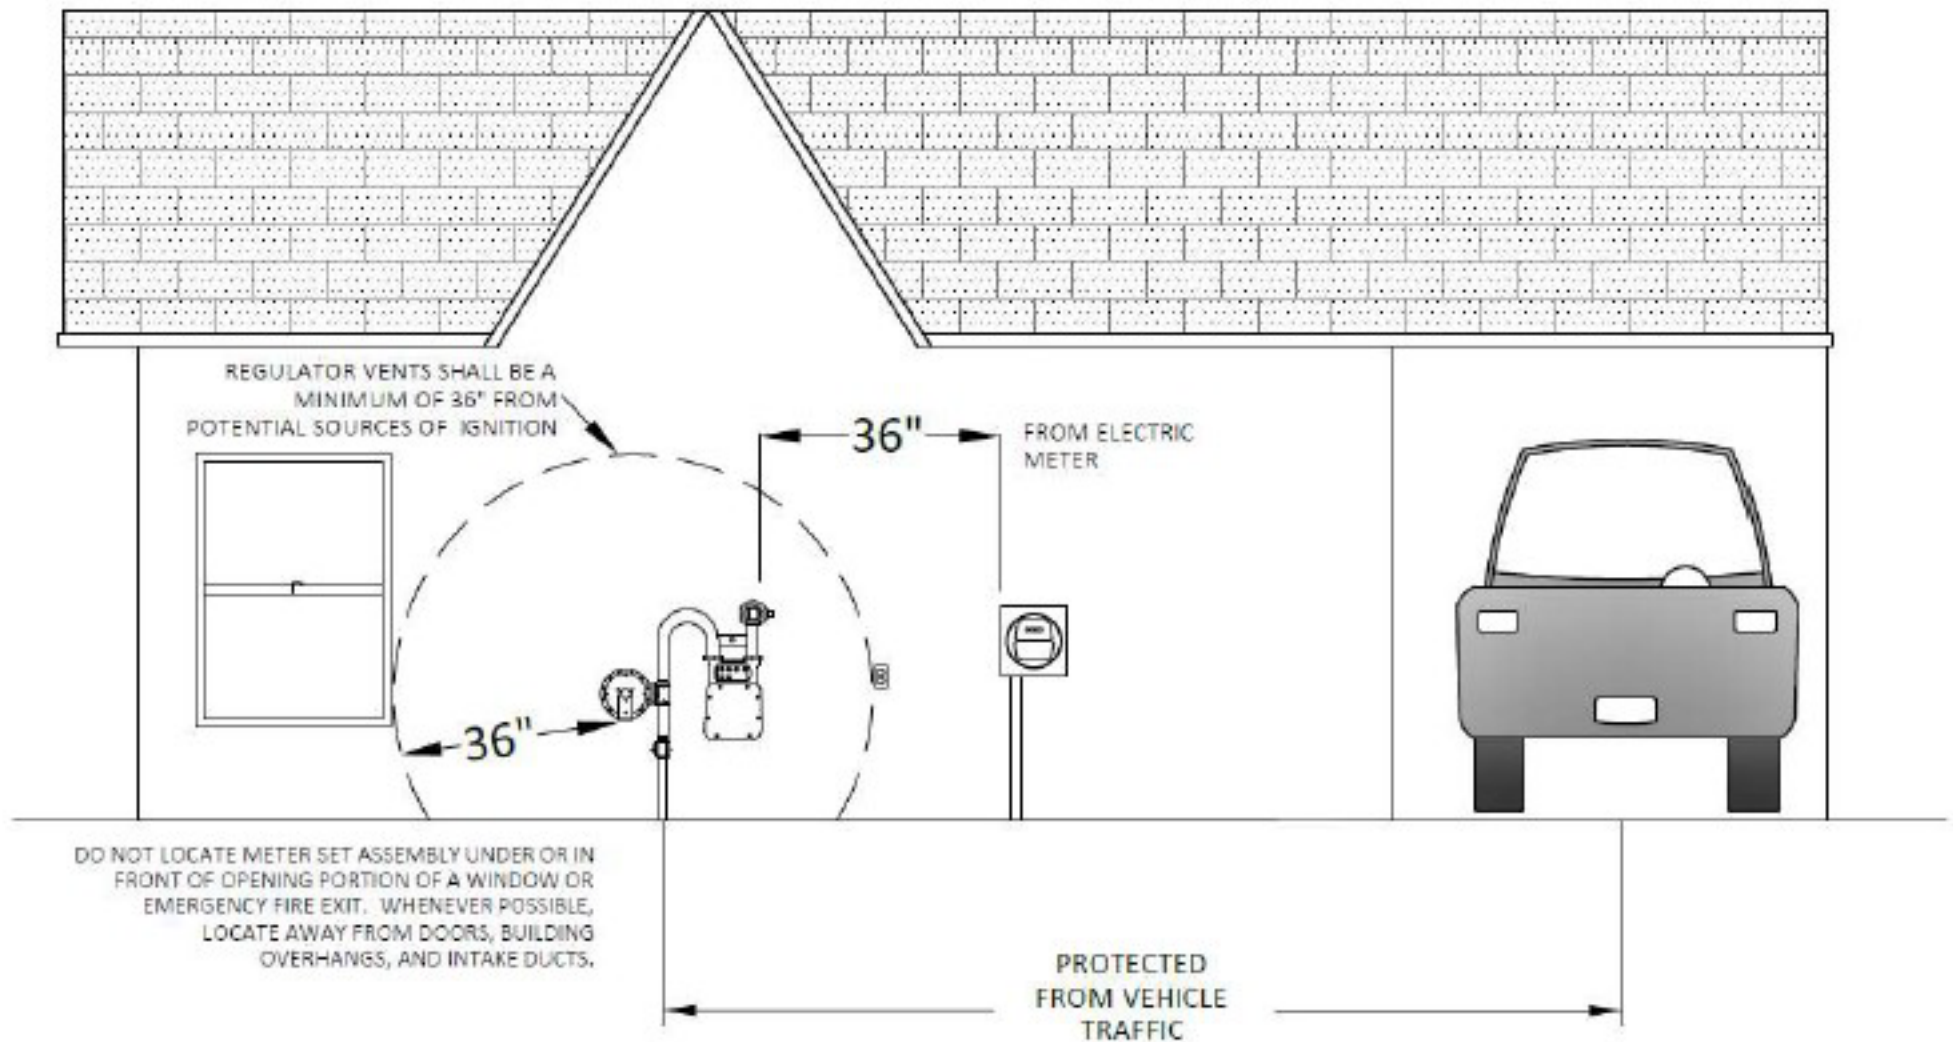 REGULATOR VENTS SHALL BE A
MINIMUM OF 36" FROM
POTENTIAL SOURCES OF IGNITION
36"
FROM ELECTRIC
METER
36"
DO NOT LOCATE METER SET ASSEMBLY UNDER OR IN
FRONT OF OPENING PORTION OF A WINDOW OR
EMERGENCY FIRE EXIT. WHENEVER POSSIBLE,
LOCATE AWAY FROM DOORS, BUILDING
OVERHANGS, AND INTAKE DUCTS.
PROTECTED
FROM VEHICLE
TRAFFIC